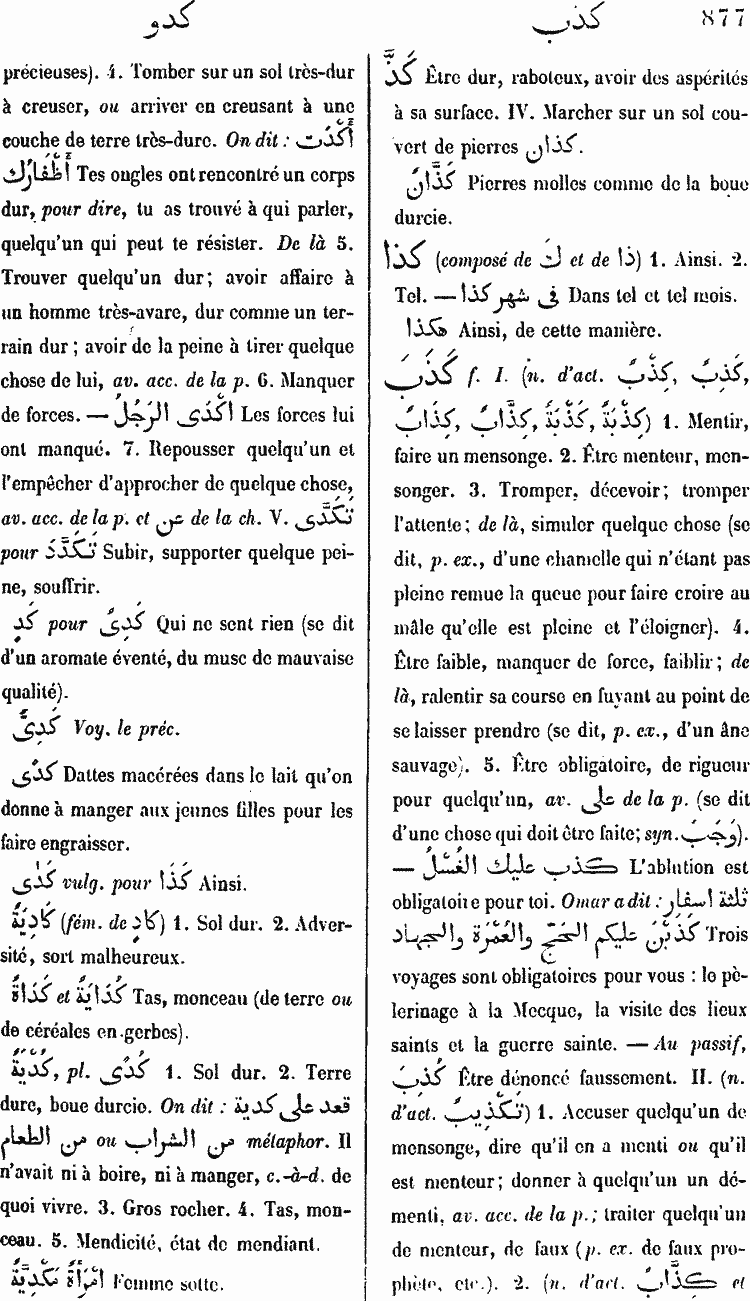 كدو
كذب
877
précieuses). 4. Tomber sur un sol très-dur
à creuser, ou arriver en creusant à une
couche de terre très-dure. On dit : أَكْدَتْ
أَظْفَارُكَ Tes ongles ont rencontré un corps
dur, pour dire, tu as trouvé à qui parler,
quelqu'un qui peut te résister. De là 5.
Trouver quelqu'un dur; avoir affaire à
un homme très-avare, dur comme un ter-
rain dur; avoir de la peine à tirer quelque
chose de lui, av. acc. de la p. 6. Manquer
de forces. — أَكْدَى الرَّجُلُ Les forces lui
ont manqué. 7. Repousser quelqu'un et
l'empêcher d'approcher de quelque chose,
av. acc. de la p. et عن de la ch. V. تَكَدَّى
pour تَكَدَّدَ Subir, supporter quelque pei-
ne, souffrir.
كَدٍ pour كَدِىٌ Qui ne sent rien (se dit
d'un aromate éventé, du musc de mauvaise
qualité).
كَدِىٌّ Voy. le préc.
كَدًى Dattes macérées dans le lait qu'on
donne à manger aux jeunes filles pour les
faire engraisser.
كَدَى vulg. pour كَذَا Ainsi.
كَادِيَةٌ (fém. de كَادٍ) 1. Sol dur. 2. Adver-
sité, sort malheureux.
كُدَايَةٌ et كُدَاةٌ Tas, monceau (de terre ou
de céréales en gerbes).
كُدْيَةٌ, pl. كُدًى 1. Sol dur. 2. Terre
dure, boue durcie. On dit : قعد على كدية
من الطعام ou من الشراب métaphor. Il
n'avait ni à boire, ni à manger, c.-à-d. de
quoi vivre. 3. Gros rocher. 4. Tas, mon-
ceau. 5. Mendicité, état de mendiant.
امْرَأَةٌ مُكَدِّيَةٌ Femme sotte.
كَذَّ Être dur, raboteux, avoir des aspérités
à sa surface. IV. Marcher sur un sol cou-
vert de pierres كذان.
كَذَّانٌ Pierres molles comme de la boue
durcie.
كذا (composé de كَ et de ذا) 1. Ainsi. 2.
Tel. — فى شهر كذا Dans tel et tel mois.
هكذا Ainsi, de cette manière.
كَذَبَ f. I. (n. d'act. كَذِبٌ, كِذْبٌ,
كِذْبَةٌ, كَذْبَةٌ, كِذَّابٌ, كِذَابٌ) 1. Mentir,
faire un mensonge. 2. Être menteur, men-
songer. 3. Tromper, décevoir; tromper
l'attente; de là, simuler quelque chose (se
dit, p. ex., d'une chamelle qui n'étant pas
pleine remue la queue pour faire croire au
mâle qu'elle est pleine et l'éloigner). 4.
Être faible, manquer de force, faiblir; de
là, ralentir sa course en fuyant au point de
se laisser prendre (se dit, p. ex., d'un âne
sauvage). 5. Être obligatoire, de rigueur
pour quelqu'un, av. على de la p. (se dit
d'une chose qui doit être faite; syn. وَجَبَ).
— كذب عليك الغُسْلُ L'ablution est
obligatoire pour toi. Omar a dit : ثلثة اسفار
كَذَبْنَ عليكم الحَجُّ والعُمْرَة والجهاد Trois
voyages sont obligatoires pour vous : le pè-
lerinage à la Mecque, la visite des lieux
saints et la guerre sainte. — Au passif,
كُذِبَ Être dénoncé faussement. II. (n.
d'act. تَكْذِيبٌ) 1. Accuser quelqu'un de
mensonge, dire qu'il en a menti ou qu'il
est menteur; donner à quelqu'un un dé-
menti, av. acc. de la p.; traiter quelqu'un
de menteur, de faux (p. ex. de faux pro-
phète, etc.). 2. (n. d'act. كِذَّابٌ et